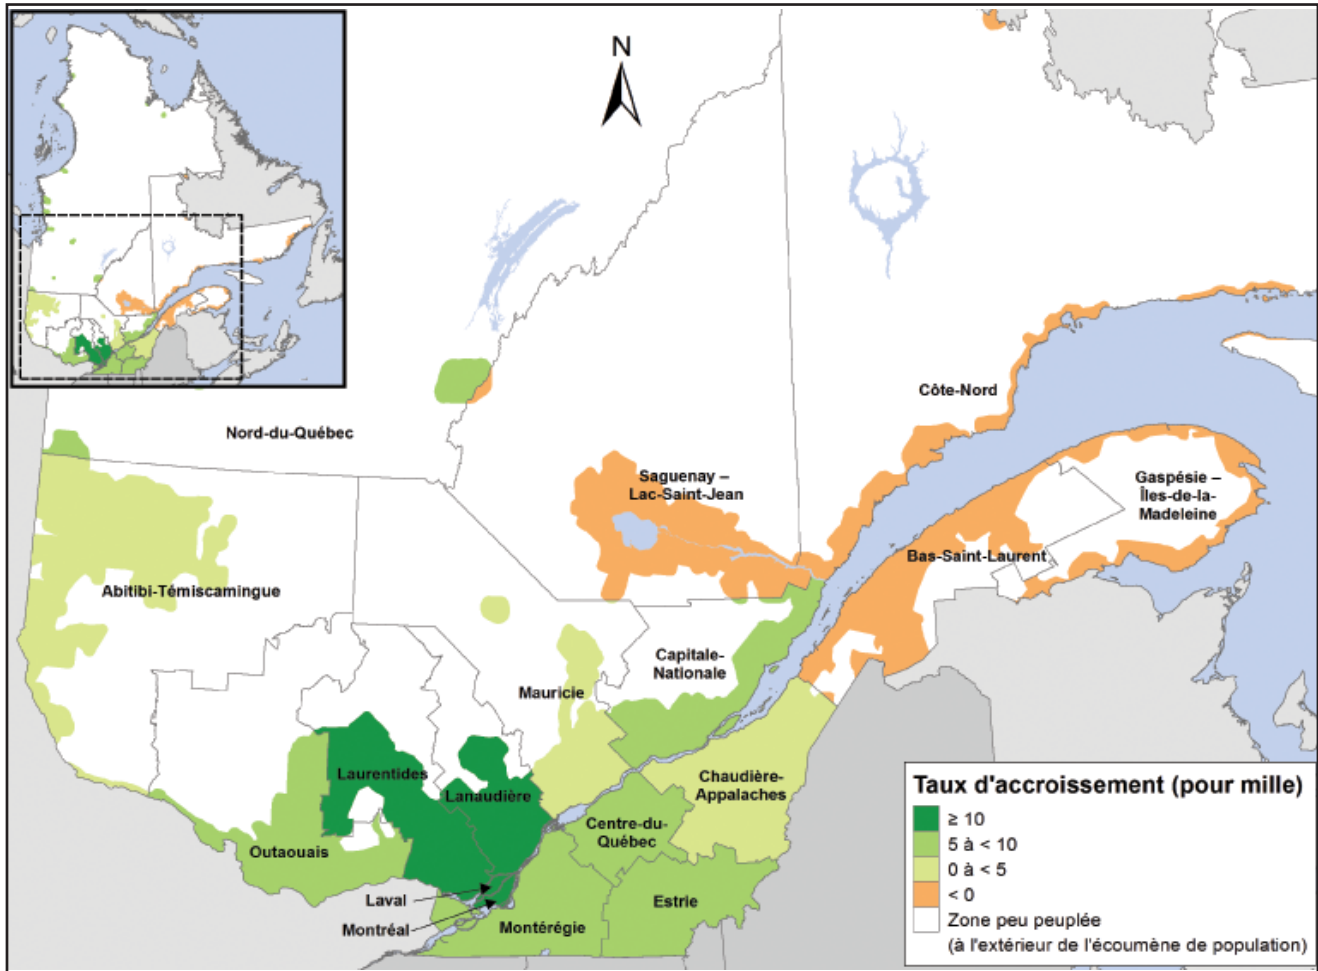 N
Nord-du-Québec
Côte-Nord
Saguenay –
Lac-Saint-Jean
Gaspésie –
Îles-de-la-
Madeleine
Bas-Saint-Laurent
Abitibi-Témiscamingue
Capitale-
Nationale
Mauricie
Laurentides
Lanaudière
Chaudière-
Appalaches
Centre-du-
Québec
Outaouais
Laval
Montréal
Montérégie
Estrie
Taux d'accroissement (pour mille)
≥ 10
5 à < 10
0 à < 5
< 0
Zone peu peuplée
(à l'extérieur de l'écoumène de population)